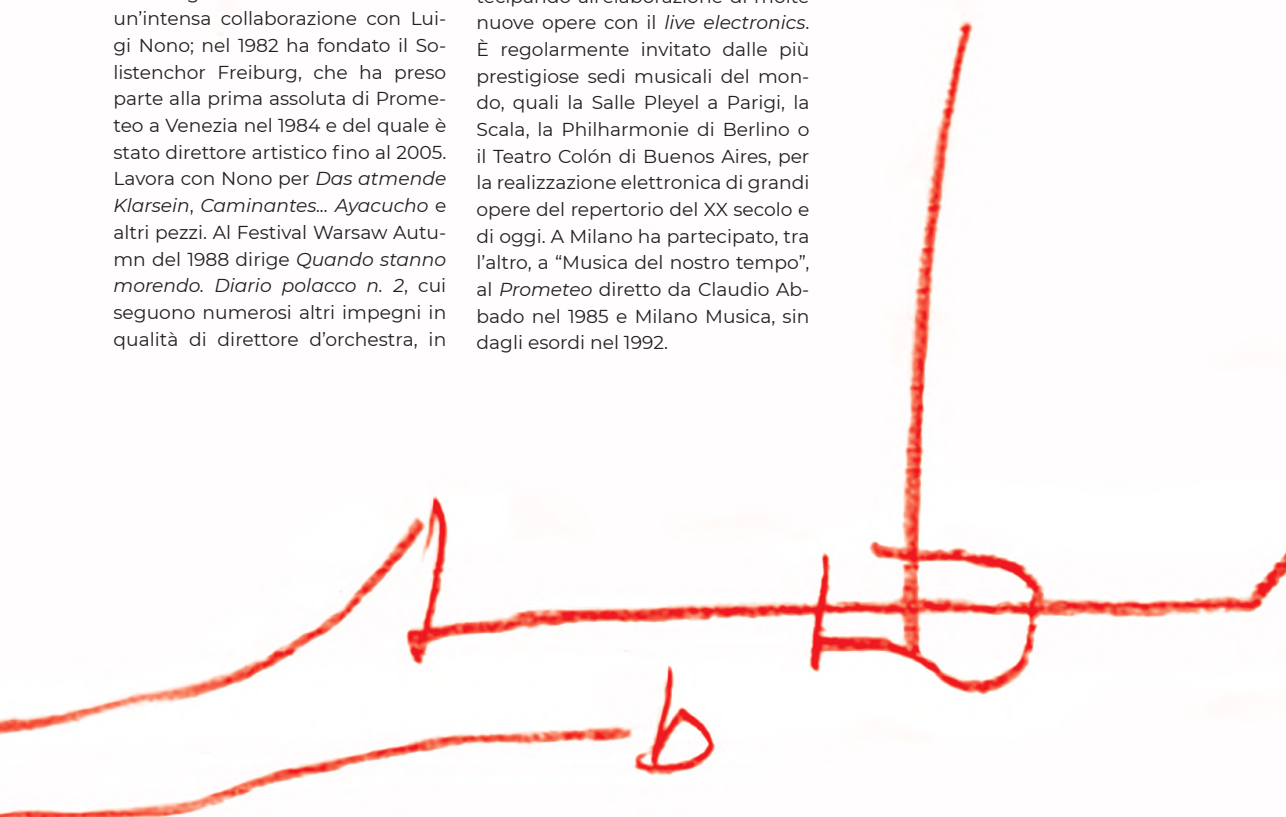 un'intensa collaborazione con Lui-
gi Nono; nel 1982 ha fondato il So-
listenchor Freiburg, che ha preso
parte alla prima assoluta di Prome-
teo a Venezia nel 1984 e del quale è
stato direttore artistico fino al 2005.
Lavora con Nono per Das atmende
Klarsein, Caminantes... Ayacucho e
altri pezzi. Al Festival Warsaw Autu-
mn del 1988 dirige Quando stanno
morendo. Diario polacco n. 2, cui
seguono numerosi altri impegni in
qualità di direttore d'orchestra, in
tecipando all'elaborazione di molte
nuove opere con il live electronics.
È regolarmente invitato dalle più
prestigiose sedi musicali del mon-
do, quali la Salle Pleyel a Parigi, la
Scala, la Philharmonie di Berlino o
il Teatro Colón di Buenos Aires, per
la realizzazione elettronica di grandi
opere del repertorio del XX secolo e
di oggi. A Milano ha partecipato, tra
l'altro, a “Musica del nostro tempo”,
al Prometeo diretto da Claudio Ab-
bado nel 1985 e Milano Musica, sin
dagli esordi nel 1992.
b